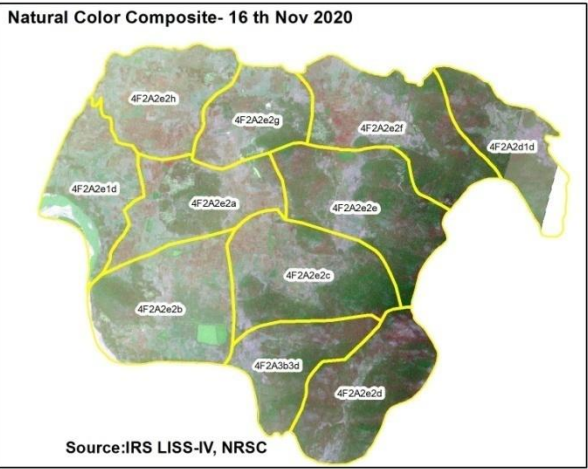 Natural Color Composite- 16 th Nov 2020
4F2A2e2h
4F2A2e2g
4F2A2e2f
4F2A2d1d
4F2A2e1d
4F2A2e2a
4F2A2e2e
4F2A2e2c
4F2A2e2b
4F2A3b3d
4F2A2e2d
Source:IRS LISS-IV, NRSC